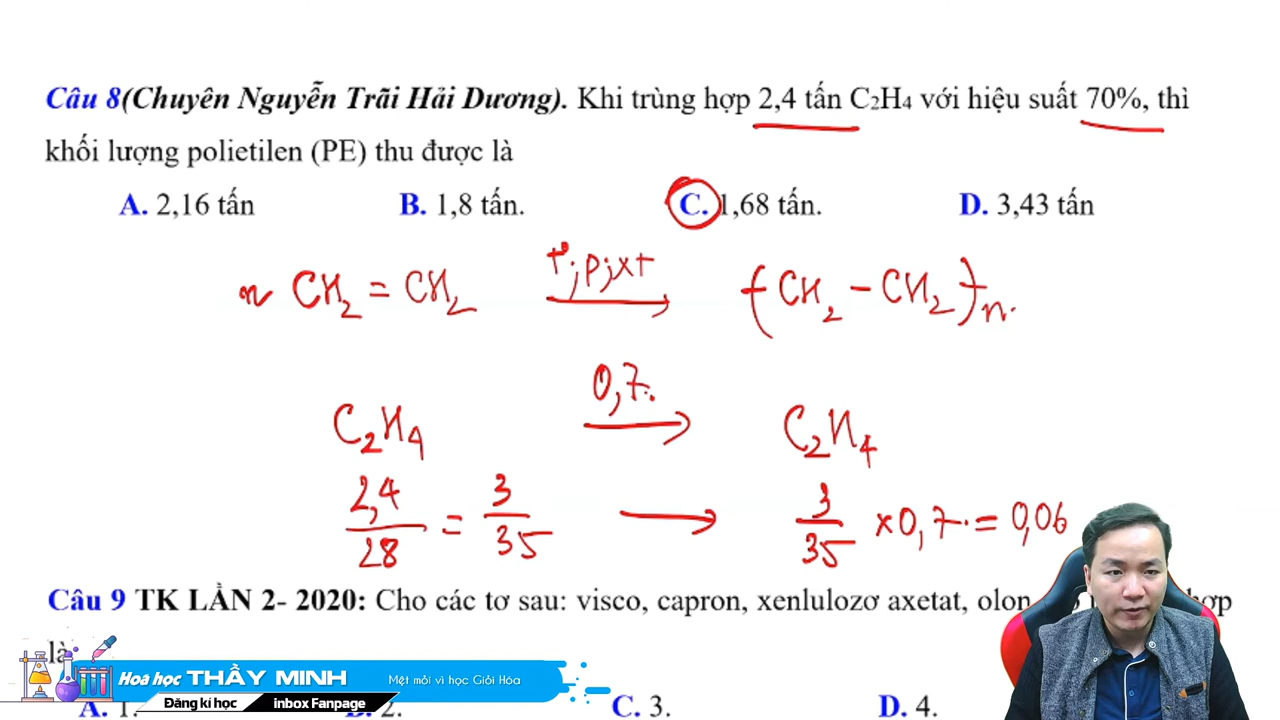 Câu 8(Chuyên Nguyễn Trãi Hải Dương). Khi trùng hợp 2,4 tấn C₂H₄ với hiệu suất 70%, thì
khối lượng polietilen (PE) thu được là
A. 2,16 tấn B. 1,8 tấn. C. 1,68 tấn. D. 3,43 tấn
n CH₂ = CH₂ t°,p,xt → (CH₂ – CH₂)n.
0,7.
C₂H₄ → C₂H₄
2,4/28 = 3/35 → 3/35 × 0,7. = 0,06
Câu 9 TK LẦN 2- 2020: Cho các tơ sau: visco, capron, xenlulozơ axetat, olon
là
Hoá học THẦY MINH Mệt mỏi vì học Giỏi Hóa
Đăng kí học inbox Fanpage
A. 1. B. 2. C. 3. D. 4.